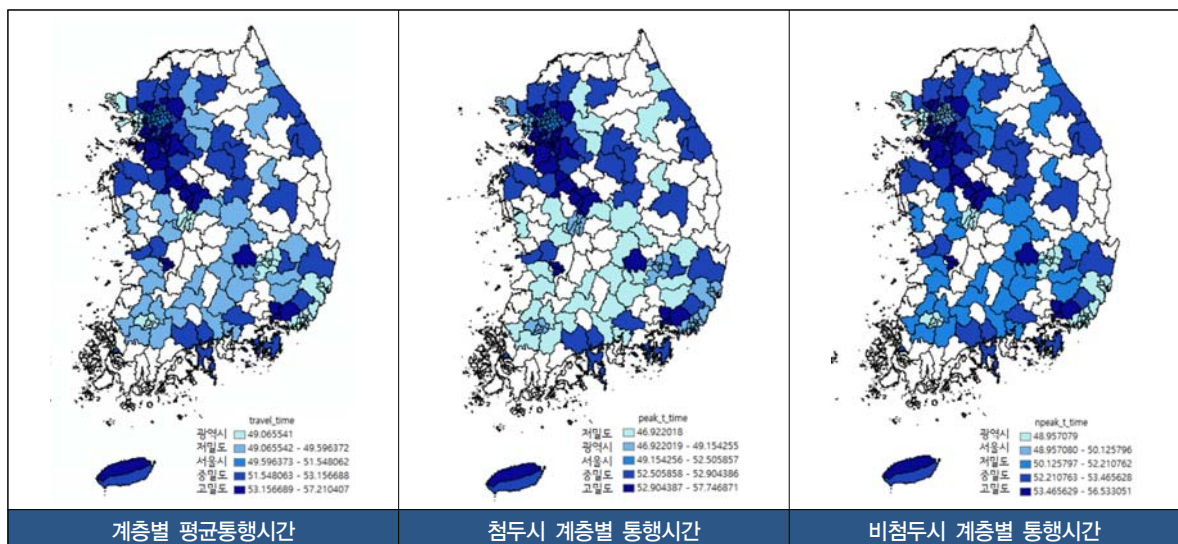 travel_time
광역시 49.065541
저밀도 49.065542 - 49.596372
서울시 49.596373 - 51.548062
중밀도 51.548063 - 53.156688
고밀도 53.156689 - 57.210407
계층별 평균통행시간
peak_t_time
저밀도 46.922018
광역시 46.922019 - 49.154255
서울시 49.154256 - 52.505857
중밀도 52.505858 - 52.904386
고밀도 52.904387 - 57.746871
첨두시 계층별 통행시간
npeak_t_time
광역시 48.957079
서울시 48.957080 - 50.125796
저밀도 50.125797 - 52.210762
중밀도 52.210763 - 53.465628
고밀도 53.465629 - 56.533051
비첨두시 계층별 통행시간